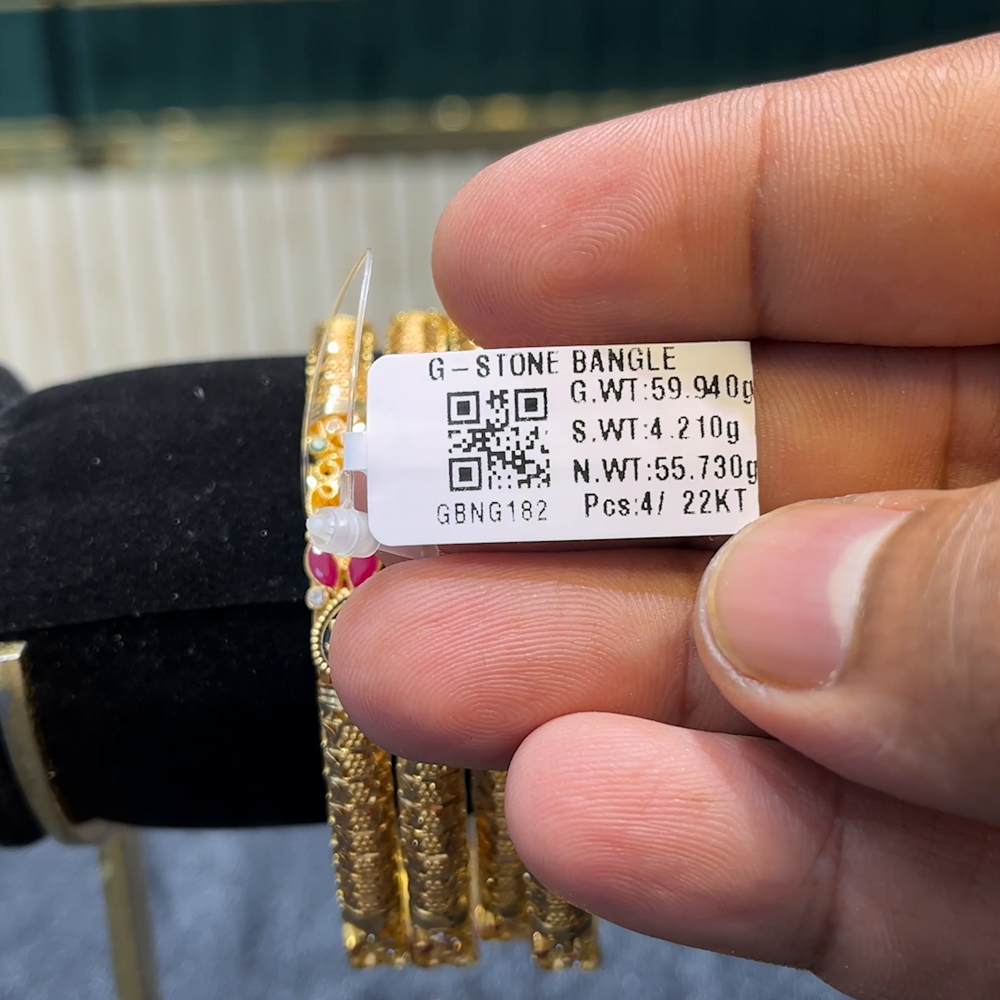 G-STONE BANGLE
G.WT:59.940g
S.WT:4.210g
N.WT:55.730g
GBNG182
Pcs:4/ 22KT